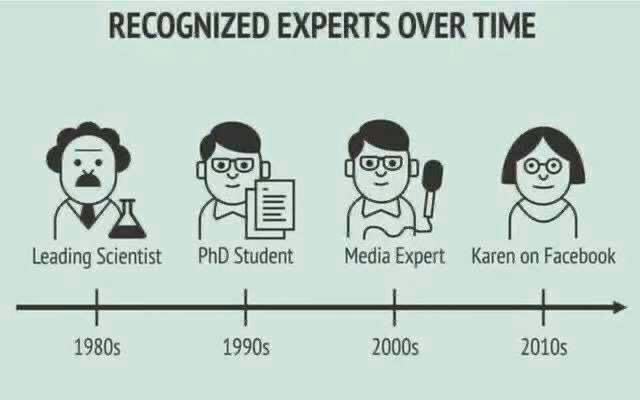 RECOGNIZED EXPERTS OVER TIME
Leading Scientist
PhD Student
Media Expert
Karen on Facebook
1980s
1990s
2000s
2010s